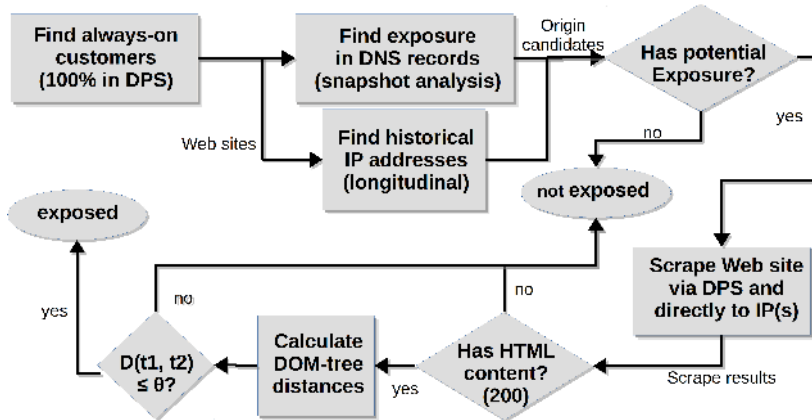 Find always-on
customers
(100% in DPS)
Web sites
Find exposure
in DNS records
(snapshot analysis)
Find historical
IP addresses
(longitudinal)
Origin
candidates
Has potential
Exposure?
yes
no
not exposed
Scrape Web site
via DPS and
directly to IP(s)
Scrape results
Has HTML
content?
(200)
no
yes
Calculate
DOM-tree
distances
D(t1, t2)
≤ θ?
no
yes
exposed